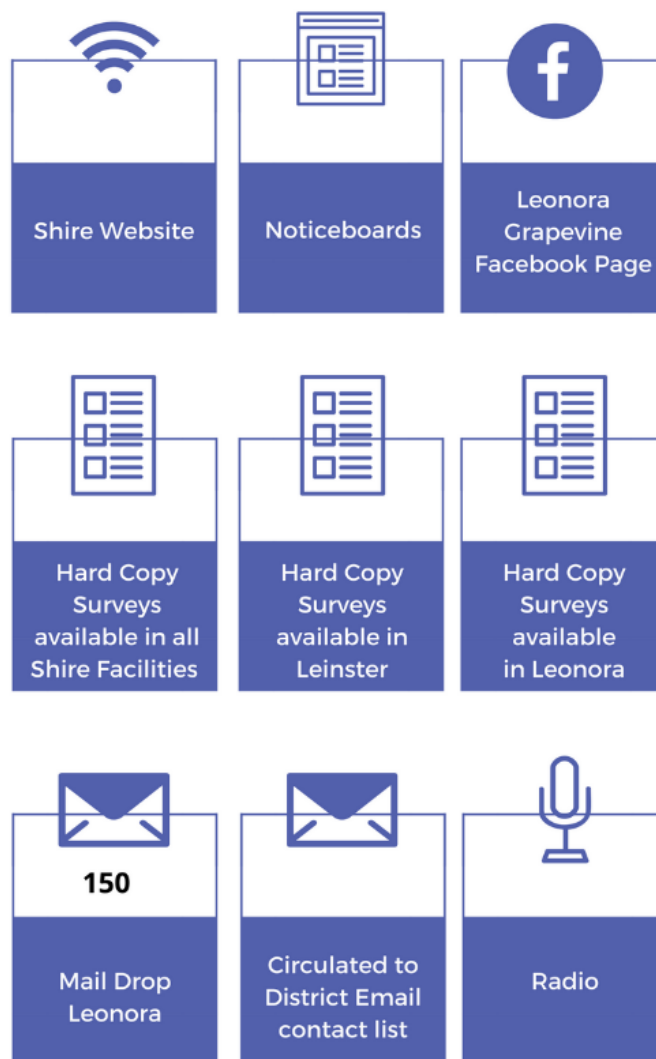 Shire Website
Noticeboards
Leonora
Grapevine
Facebook Page
Hard Copy
Surveys
available in all
Shire Facilities
Hard Copy
Surveys
available in
Leinster
Hard Copy
Surveys
available
in Leonora
150
Mail Drop
Leonora
Circulated to
District Email
contact list
Radio